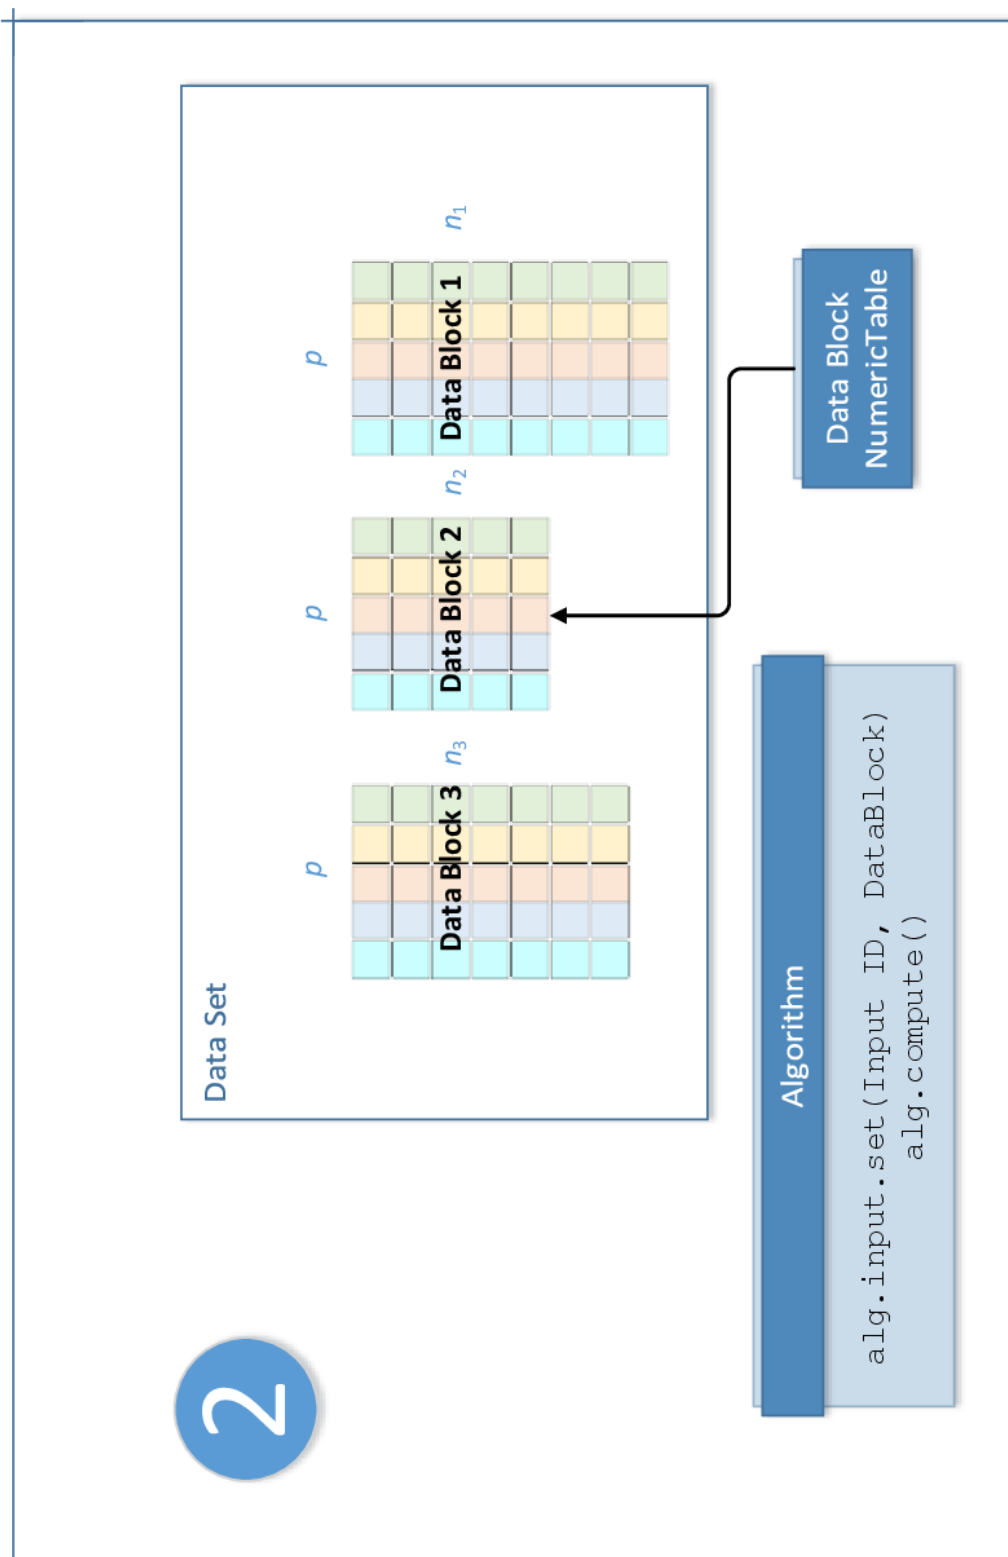 2
Data Set
p
Data Block 3
n3
p
Data Block 2
n2
p
Data Block 1
n1
Algorithm
alg.input.set(Input ID, DataBlock)
alg.compute()
Data Block
NumericTable